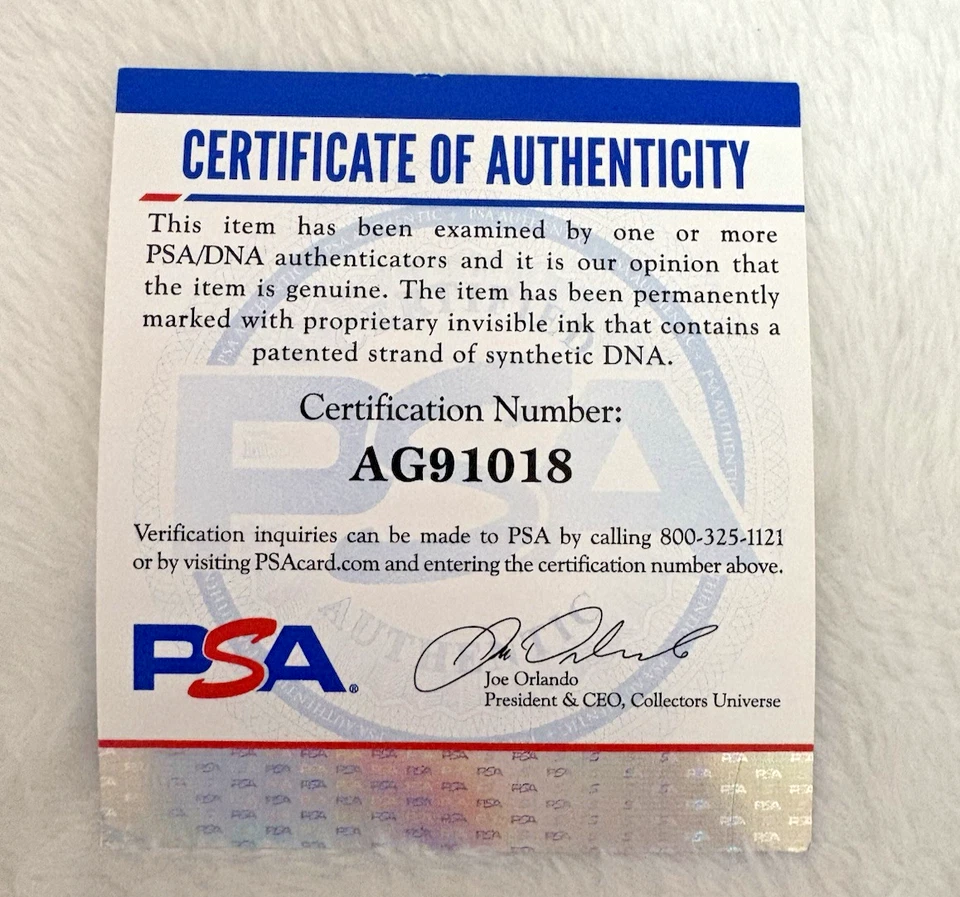 CERTIFICATE OF AUTHENTICITY
This item has been examined by one or more
PSA/DNA authenticators and it is our opinion that
the item is genuine. The item has been permanently
marked with proprietary invisible ink that contains a
patented strand of synthetic DNA.
Certification Number:
AG91018
Verification inquiries can be made to PSA by calling 800-325-1121
or by visiting PSAcard.com and entering the certification number above.
PSA®
Joe Orlando
President & CEO, Collectors Universe